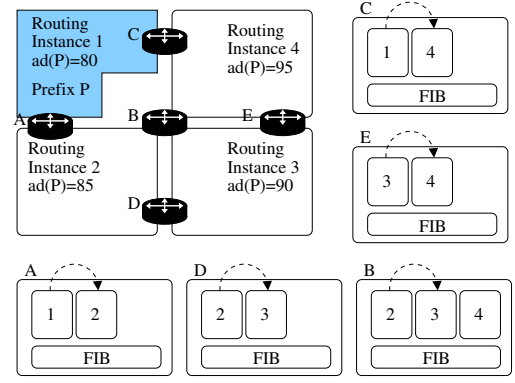 Routing
Instance 1
ad(P)=80
Prefix P
C
Routing
Instance 4
ad(P)=95
A
B
E
Routing
Instance 2
ad(P)=85
Routing
Instance 3
ad(P)=90
D
C
1 4
FIB
E
3 4
FIB
A
1 2
FIB
D
2 3
FIB
B
2 3 4
FIB